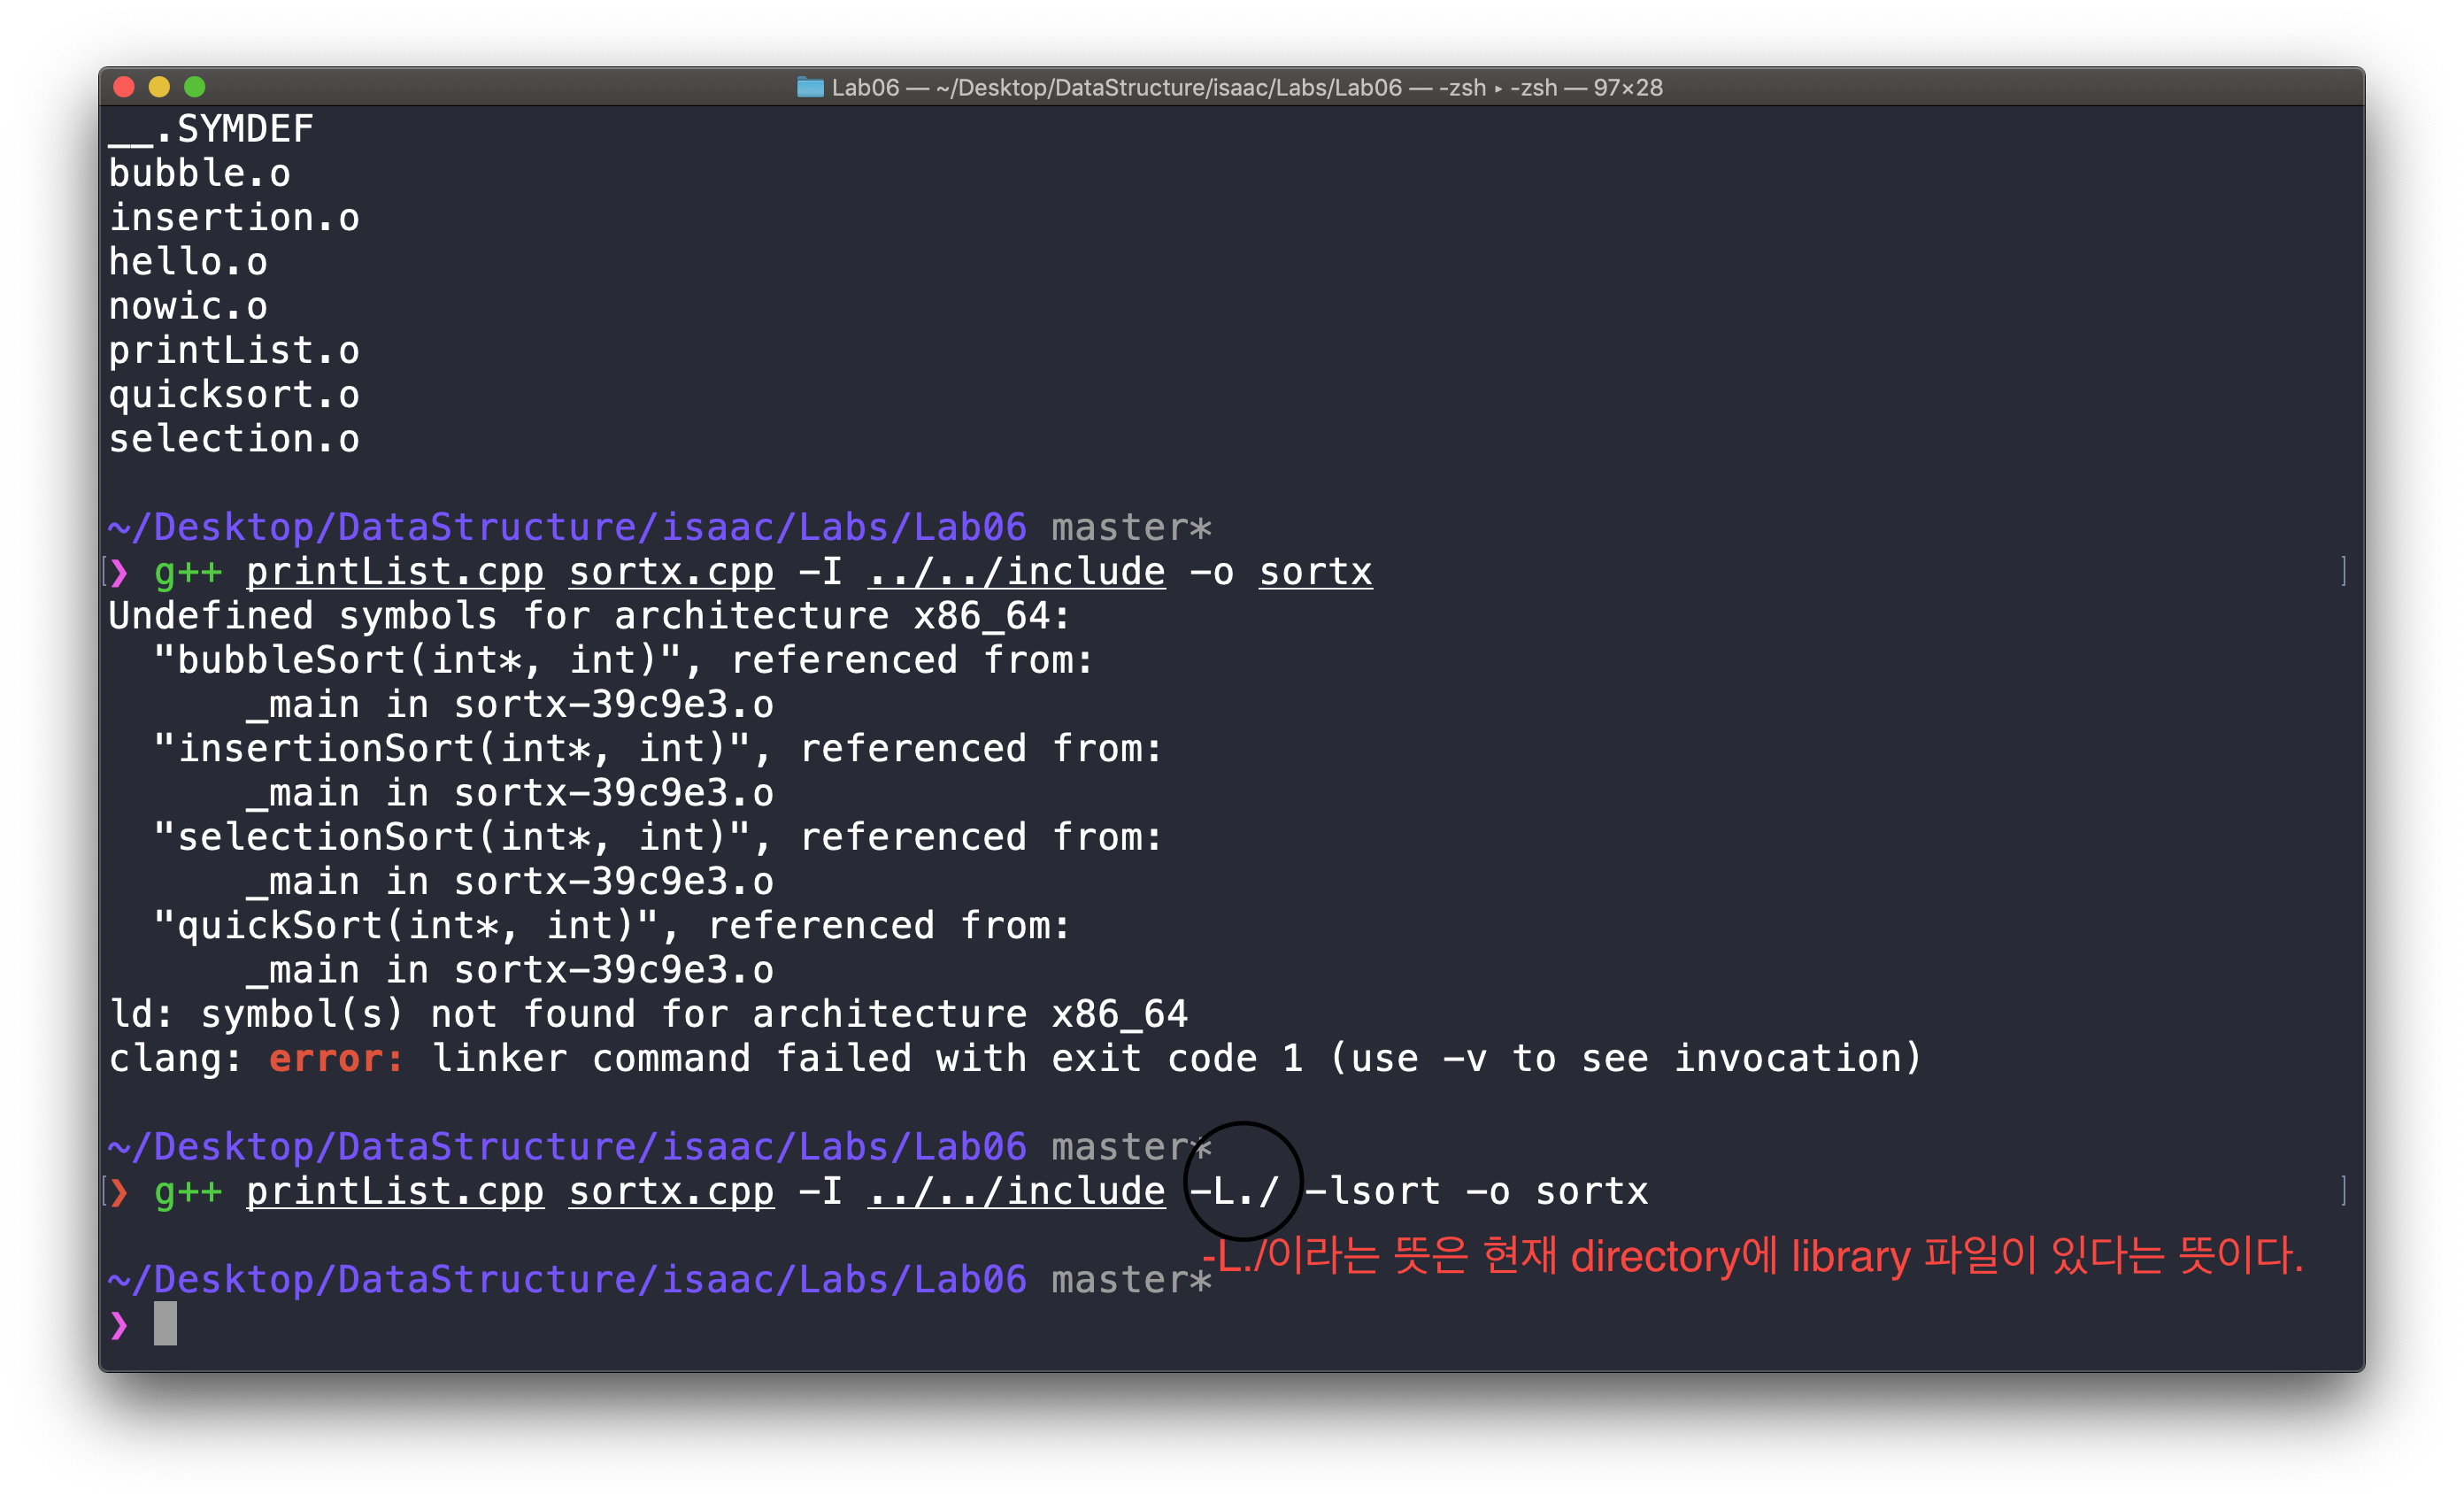 Lab06 — ~/Desktop/DataStructure/isaac/Labs/Lab06 — -zsh ▸ -zsh — 97×28
__.SYMDEF
bubble.o
insertion.o
hello.o
nowic.o
printList.o
quicksort.o
selection.o
~/Desktop/DataStructure/isaac/Labs/Lab06 master*
[❯ g++ printList.cpp sortx.cpp -I ../../include -o sortx ]
Undefined symbols for architecture x86_64:
"bubbleSort(int*, int)", referenced from:
_main in sortx-39c9e3.o
"insertionSort(int*, int)", referenced from:
_main in sortx-39c9e3.o
"selectionSort(int*, int)", referenced from:
_main in sortx-39c9e3.o
"quickSort(int*, int)", referenced from:
_main in sortx-39c9e3.o
ld: symbol(s) not found for architecture x86_64
clang: error: linker command failed with exit code 1 (use -v to see invocation)
~/Desktop/DataStructure/isaac/Labs/Lab06 master*
[❯ g++ printList.cpp sortx.cpp -I ../../include -L./ -lsort -o sortx ]
-L./이라는 뜻은 현재 directory에 library 파일이 있다는 뜻이다.
~/Desktop/DataStructure/isaac/Labs/Lab06 master*
❯